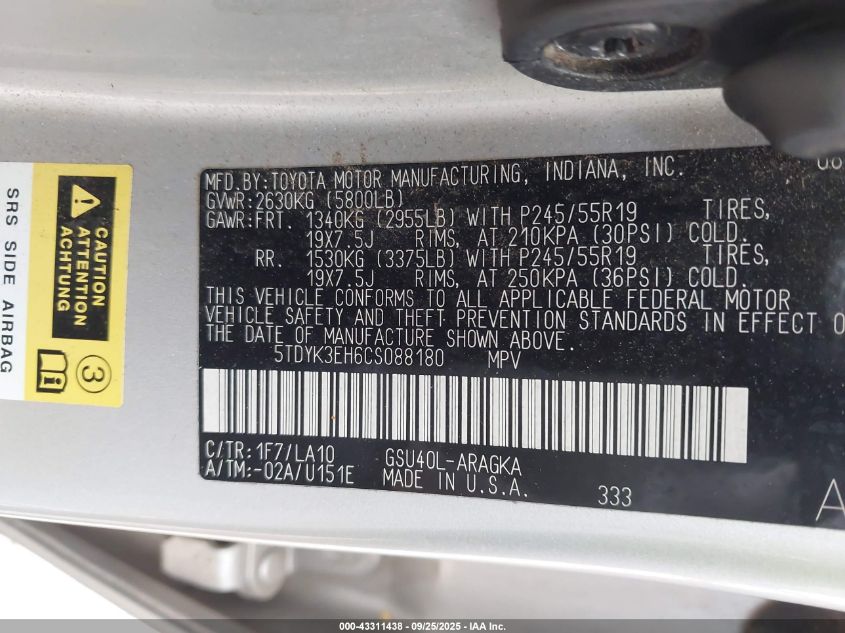 MFD.BY:TOYOTA MOTOR MANUFACTURING, INDIANA, INC.
GVWR:2630KG (5800LB)
GAWR:FRT. 1340KG (2955LB) WITH P245/55R19 TIRES,
19X7.5J RIMS, AT 210KPA (30PSI) COLD.
RR. 1530KG (3375LB) WITH P245/55R19 TIRES,
19X7.5J RIMS, AT 250KPA (36PSI) COLD.
THIS VEHICLE CONFORMS TO ALL APPLICABLE FEDERAL MOTOR
VEHICLE SAFETY AND THEFT PREVENTION STANDARDS IN EFFECT O
THE DATE OF MANUFACTURE SHOWN ABOVE.
5TDYK3EH6CS088180 MPV
C/TR:1F7/LA10 GSU40L-ARAGKA
A/TM:-02A/U151E MADE IN U.S.A. 333
A
SRS SIDE AIRBAG
CAUTION
ATTENTION
ACHTUNG
3
000-43311438 - 09/25/2025 - IAA Inc.